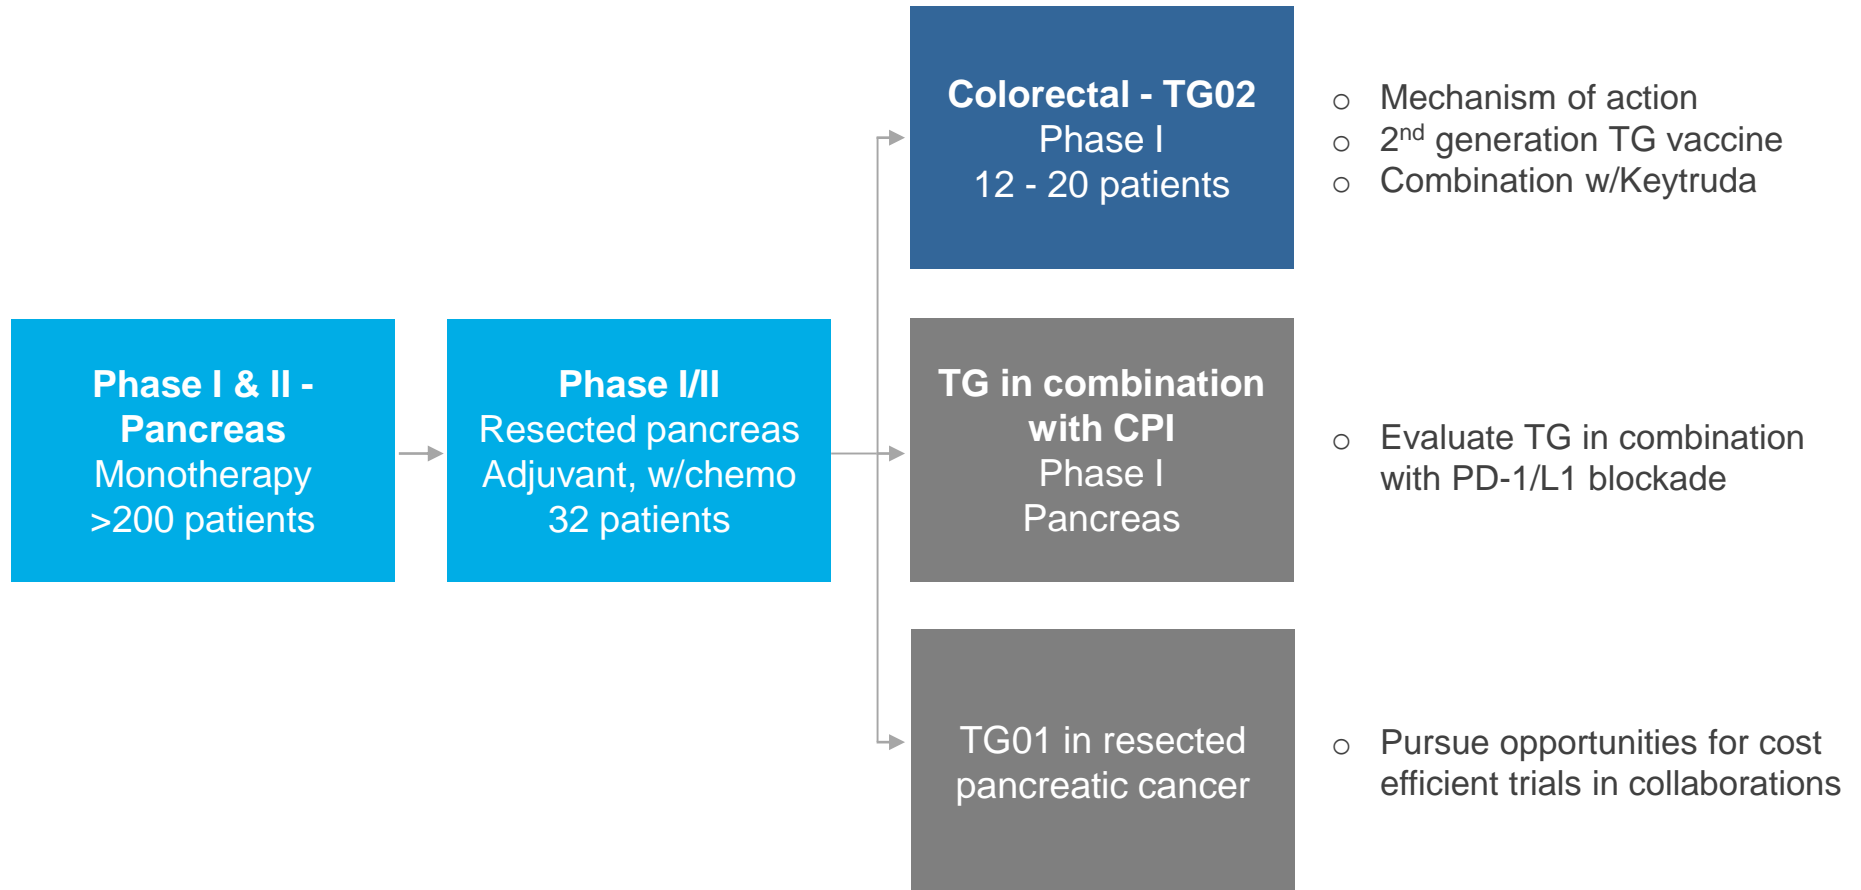 Colorectal - TG02
Phase I
12 - 20 patients
○ Mechanism of action
○ 2nd generation TG vaccine
○ Combination w/Keytruda
Phase I & II -
Pancreas
Monotherapy
>200 patients
Phase I/II
Resected pancreas
Adjuvant, w/chemo
32 patients
TG in combination
with CPI
Phase I
Pancreas
○ Evaluate TG in combination
with PD-1/L1 blockade
TG01 in resected
pancreatic cancer
○ Pursue opportunities for cost
efficient trials in collaborations